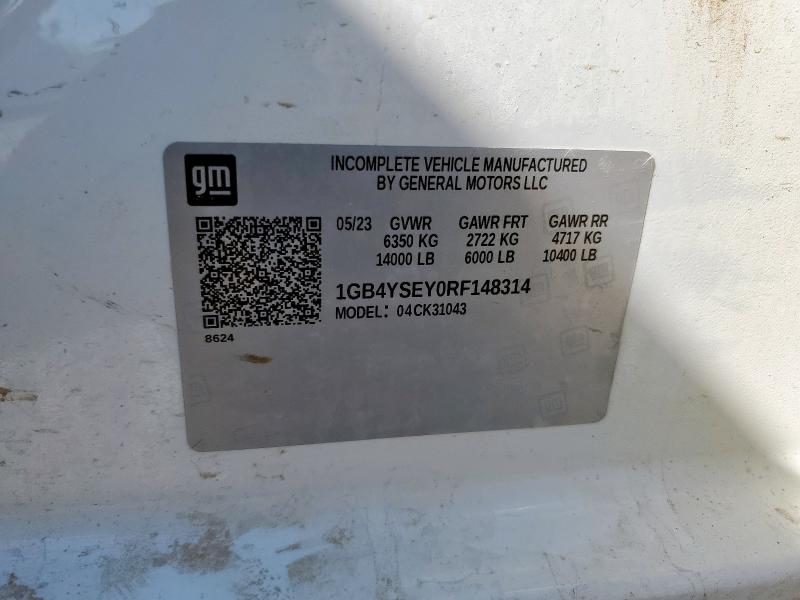 gm
INCOMPLETE VEHICLE MANUFACTURED
BY GENERAL MOTORS LLC
05/23 GVWR GAWR FRT GAWR RR
6350 KG 2722 KG 4717 KG
14000 LB 6000 LB 10400 LB
1GB4YSEY0RF148314
MODEL: 04CK31043
8624